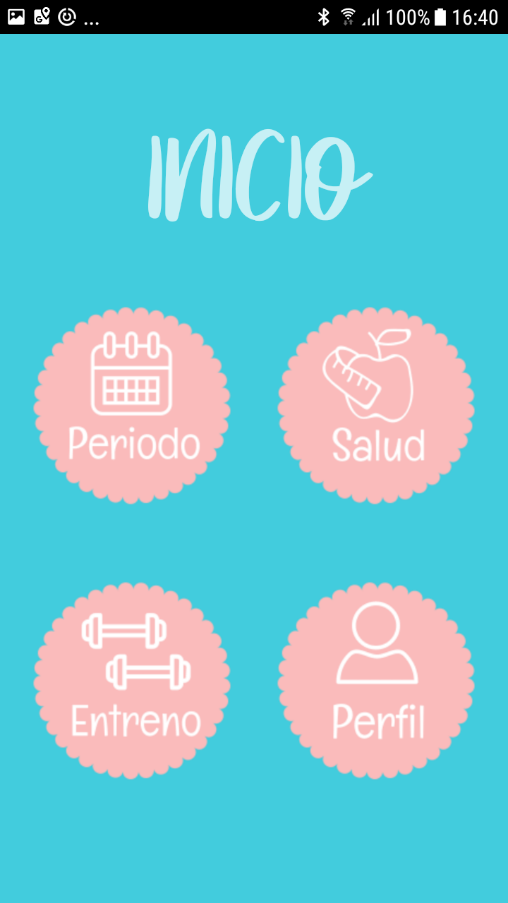 ... 100% 16:40
INICIO
Periodo Salud
Entreno Perfil